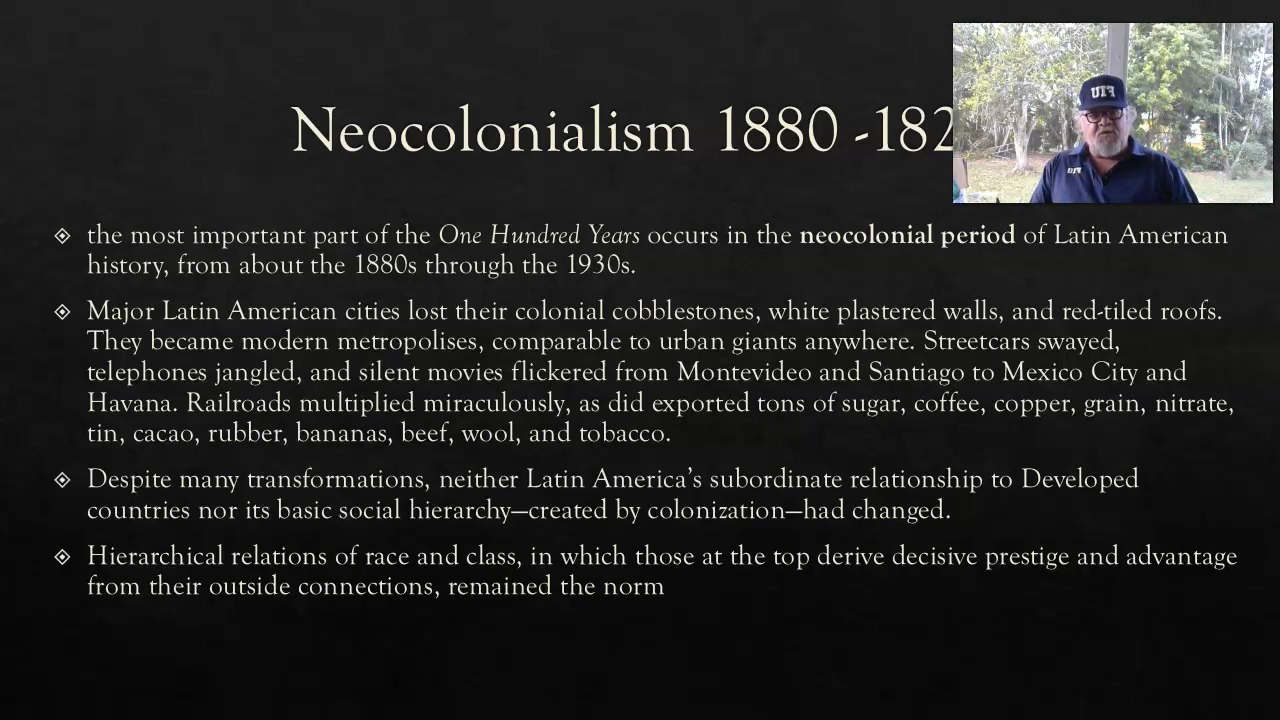 Neocolonialism 1880 -182
FIU
FIU
the most important part of the One Hundred Years occurs in the neocolonial period of Latin American
history, from about the 1880s through the 1930s.
Major Latin American cities lost their colonial cobblestones, white plastered walls, and red-tiled roofs.
They became modern metropolises, comparable to urban giants anywhere. Streetcars swayed,
telephones jangled, and silent movies flickered from Montevideo and Santiago to Mexico City and
Havana. Railroads multiplied miraculously, as did exported tons of sugar, coffee, copper, grain, nitrate,
tin, cacao, rubber, bananas, beef, wool, and tobacco.
Despite many transformations, neither Latin America’s subordinate relationship to Developed
countries nor its basic social hierarchy—created by colonization—had changed.
Hierarchical relations of race and class, in which those at the top derive decisive prestige and advantage
from their outside connections, remained the norm